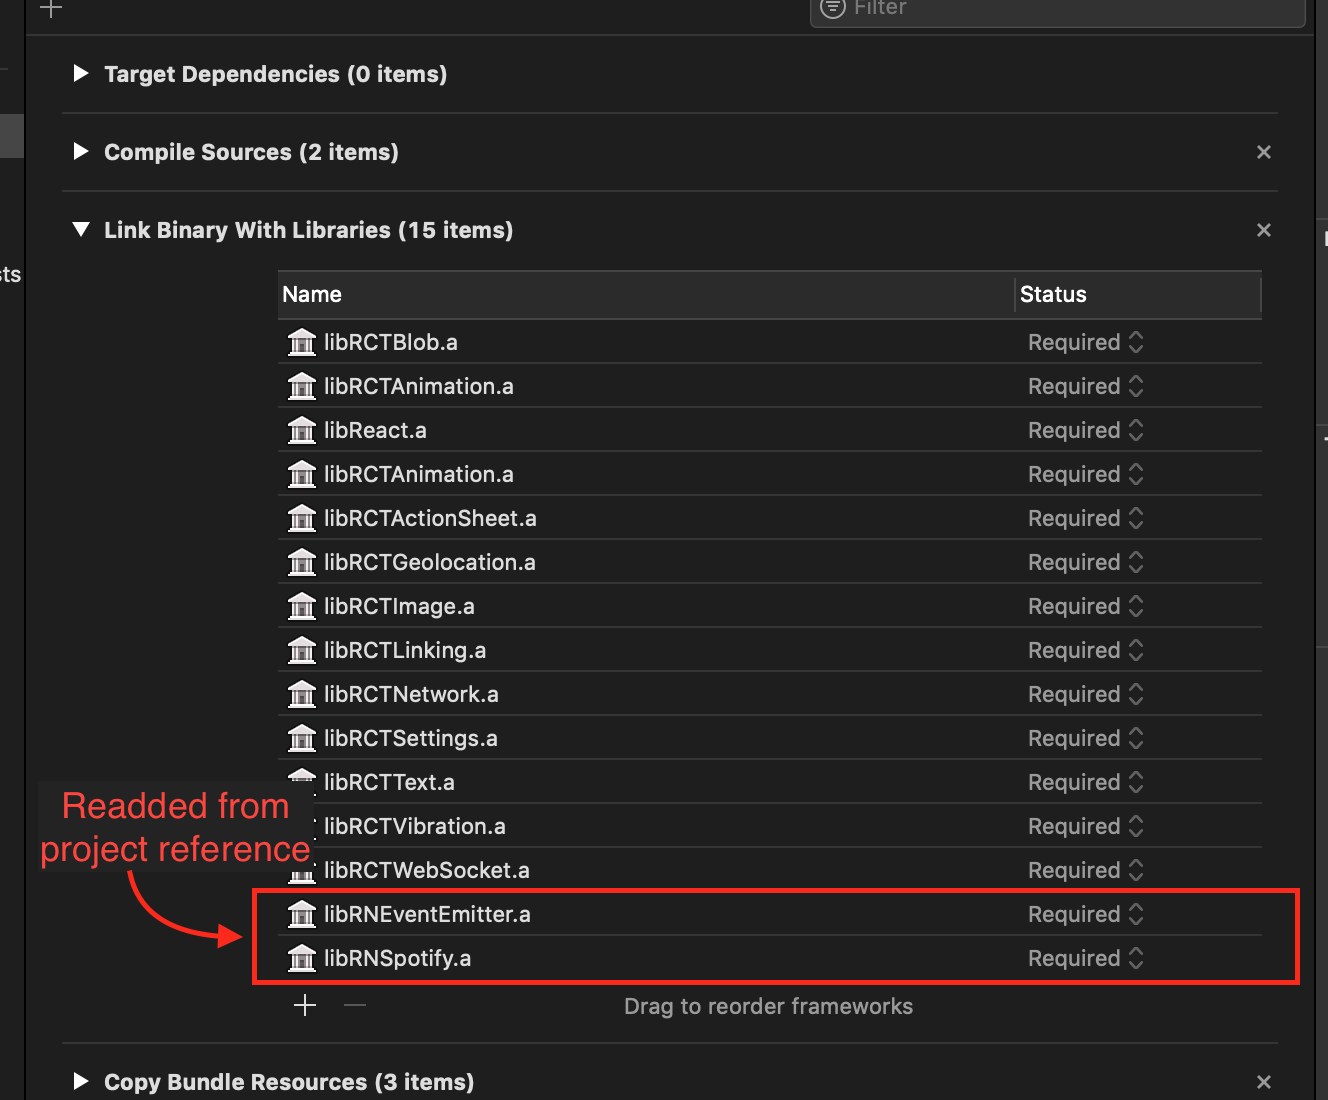 Filter
Target Dependencies (0 items)
Compile Sources (2 items)
Link Binary With Libraries (15 items)
sts
Name Status
libRCTBlob.a Required
libRCTAnimation.a Required
libReact.a Required
libRCTAnimation.a Required
libRCTActionSheet.a Required
libRCTGeolocation.a Required
libRCTImage.a Required
libRCTLinking.a Required
libRCTNetwork.a Required
libRCTSettings.a Required
libRCTText.a Required
Readded from
project reference
libRCTVibration.a Required
libRCTWebSocket.a Required
libRNEventEmitter.a Required
libRNSpotify.a Required
Drag to reorder frameworks
Copy Bundle Resources (3 items)